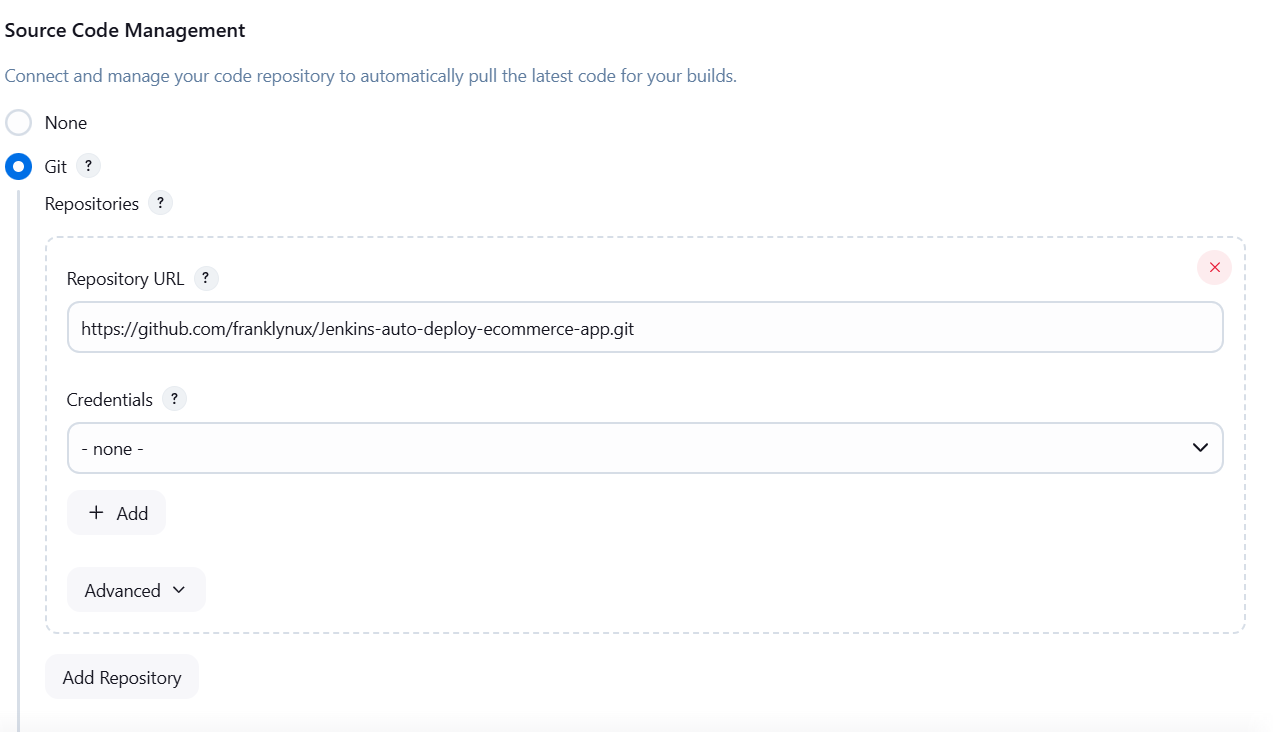 Source Code Management
Connect and manage your code repository to automatically pull the latest code for your builds.
None
Git ?
Repositories ?
Repository URL ?
https://github.com/franklynux/Jenkins-auto-deploy-ecommerce-app.git
Credentials ?
- none -
+ Add
Advanced
Add Repository